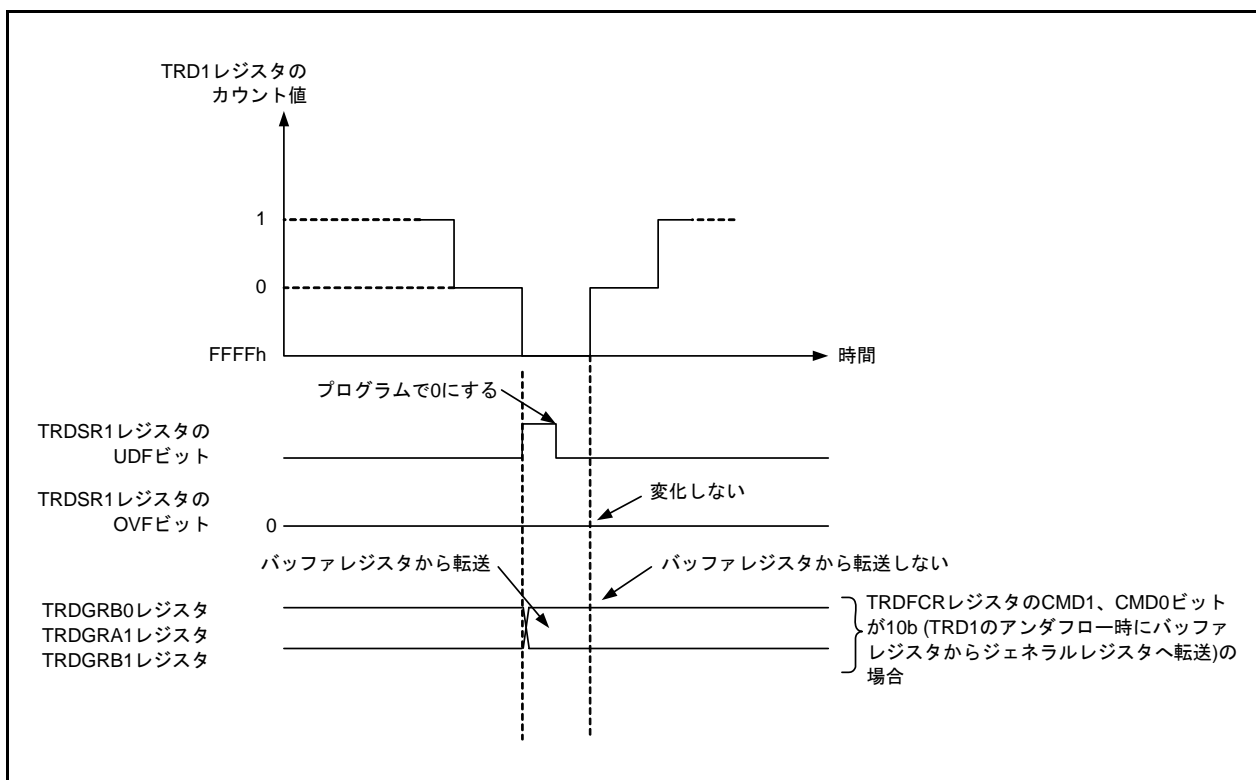 TRD1レジスタの
カウント値
1
0
FFFFh
時間
プログラムで0にする
TRDSR1レジスタの
UDFビット
変化しない
TRDSR1レジスタの
OVFビット
0
バッファレジスタから転送
バッファレジスタから転送しない
TRDGRB0レジスタ
TRDGRA1レジスタ
TRDGRB1レジスタ
TRDFCRレジスタのCMD1、CMD0ビット
が10b (TRD1のアンダフロー時にバッファ
レジスタからジェネラルレジスタへ転送)の
場合